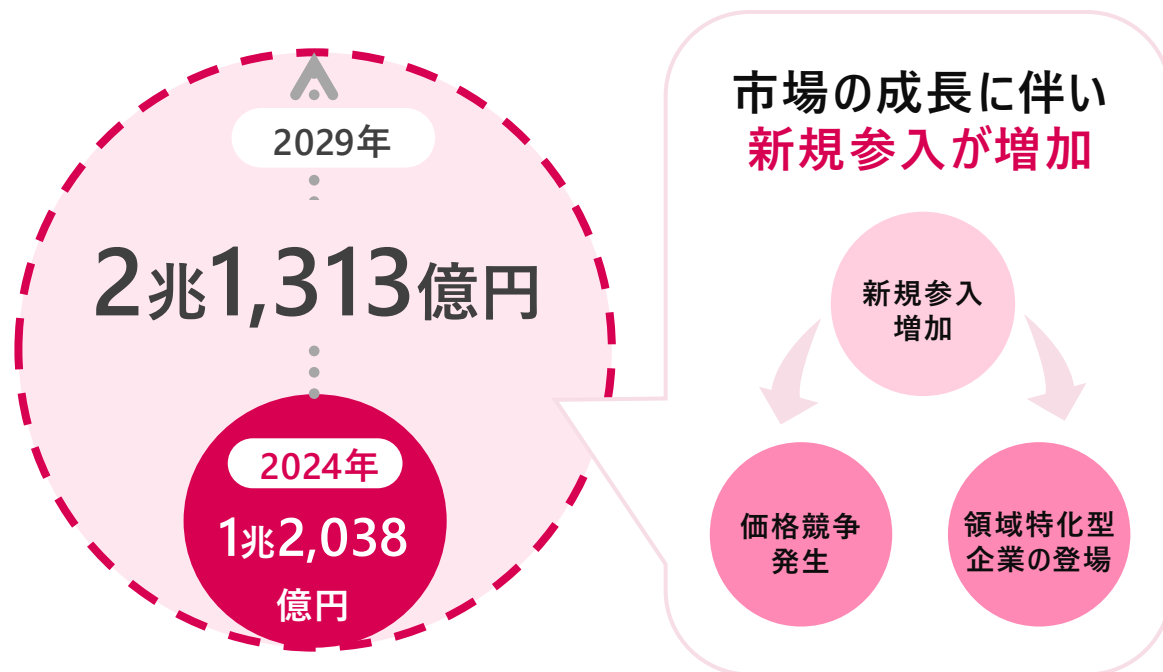 2029年
2兆1,313億円
2024年
1兆2,038
億円
市場の成長に伴い
新規参入が増加
新規参入
増加
価格競争
発生
領域特化型
企業の登場